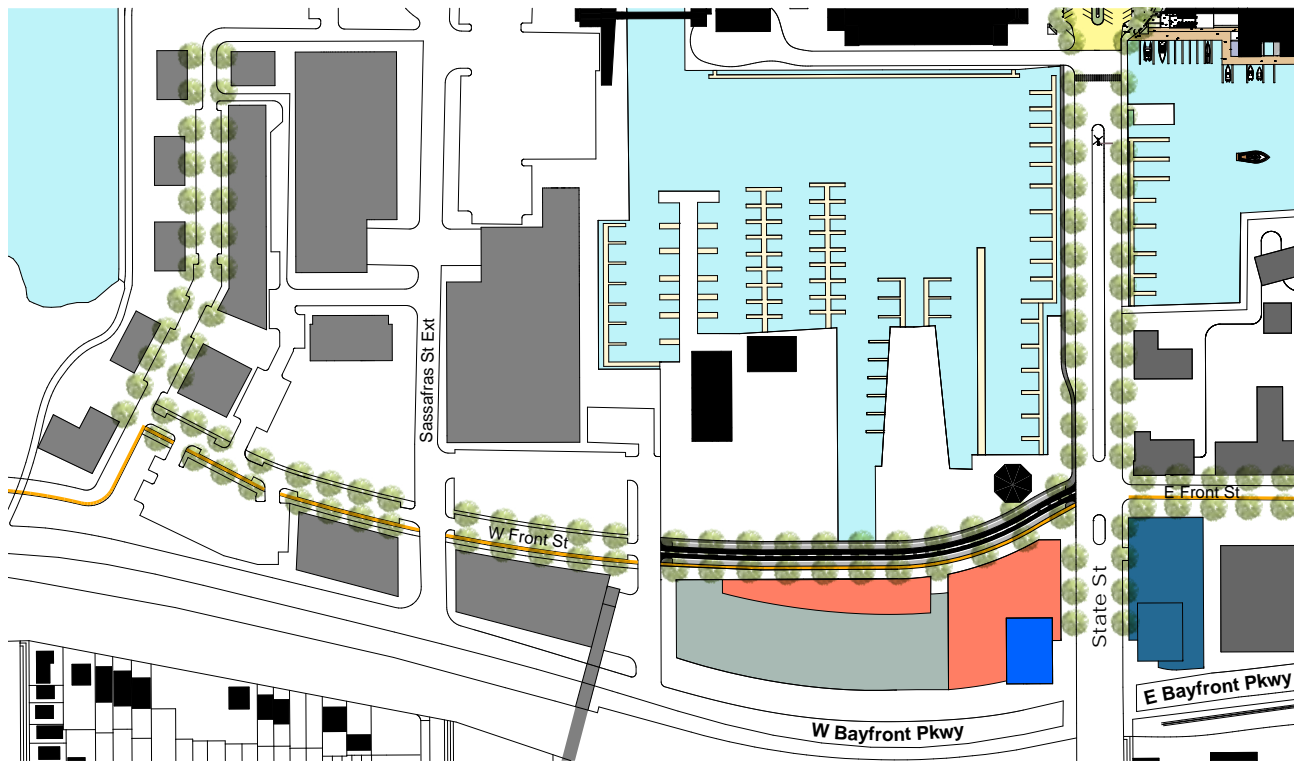 Sassafras St Ext
E Front St
W Front St
State St
E Bayfront Pkwy
W Bayfront Pkwy